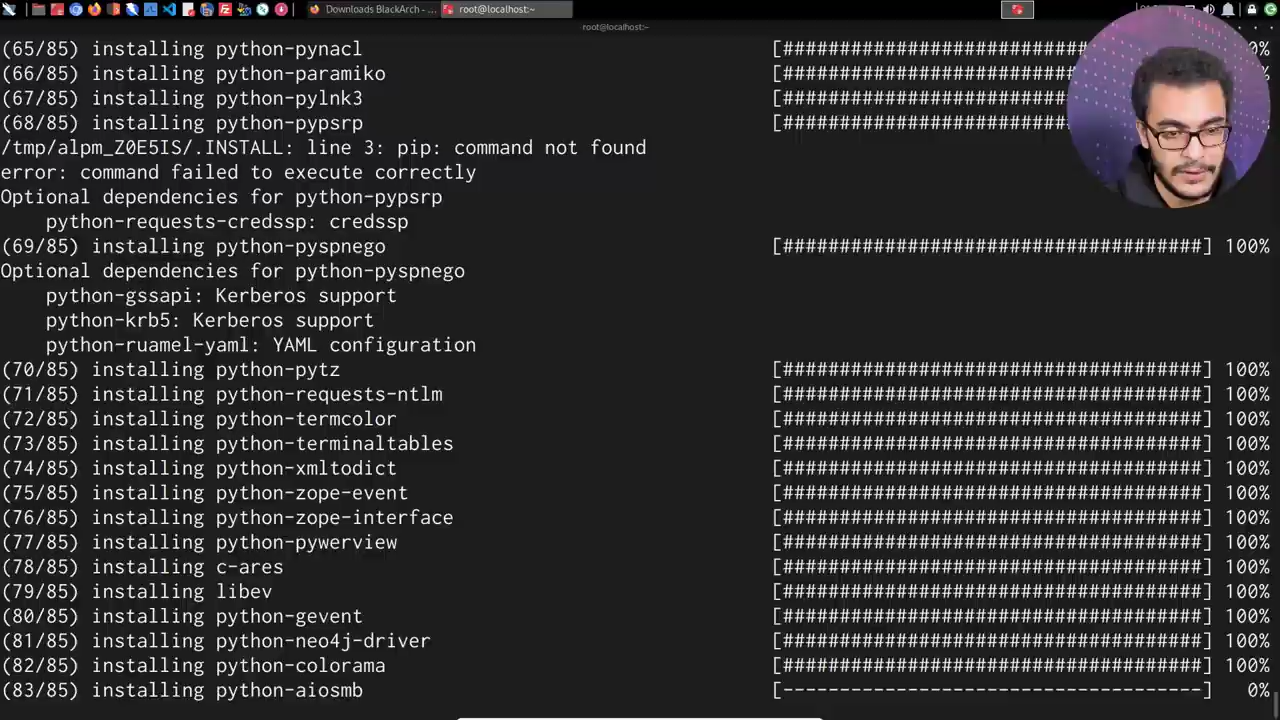 Downloads BlackArch - ...
root@localhost:~
root@localhost:~
(65/85) installing python-pynacl [####################################
(66/85) installing python-paramiko [####################################
(67/85) installing python-pylnk3 [####################################
(68/85) installing python-pypsrp [####################################
/tmp/alpm_Z0E5IS/.INSTALL: line 3: pip: command not found
error: command failed to execute correctly
Optional dependencies for python-pypsrp
python-requests-credssp: credssp
(69/85) installing python-pyspnego [#####################################] 100%
Optional dependencies for python-pyspnego
python-gssapi: Kerberos support
python-krb5: Kerberos support
python-ruamel-yaml: YAML configuration
(70/85) installing python-pytz [#####################################] 100%
(71/85) installing python-requests-ntlm [#####################################] 100%
(72/85) installing python-termcolor [#####################################] 100%
(73/85) installing python-terminaltables [#####################################] 100%
(74/85) installing python-xmltodict [#####################################] 100%
(75/85) installing python-zope-event [#####################################] 100%
(76/85) installing python-zope-interface [#####################################] 100%
(77/85) installing python-pywerview [#####################################] 100%
(78/85) installing c-ares [#####################################] 100%
(79/85) installing libev [#####################################] 100%
(80/85) installing python-gevent [#####################################] 100%
(81/85) installing python-neo4j-driver [#####################################] 100%
(82/85) installing python-colorama [#####################################] 100%
(83/85) installing python-aiosmb [-------------------------------------] 0%